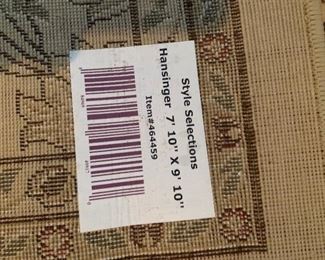 Style Selections
Hansinger 7' 10" X 9' 10"
Item#464459